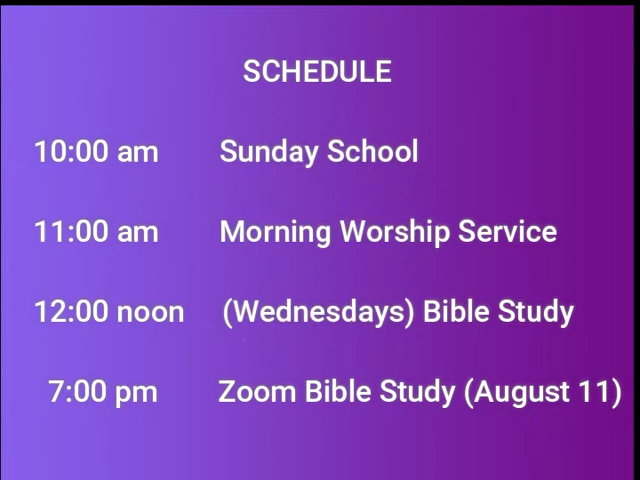 SCHEDULE
10:00 am Sunday School
11:00 am Morning Worship Service
12:00 noon (Wednesdays) Bible Study
7:00 pm Zoom Bible Study (August 11)